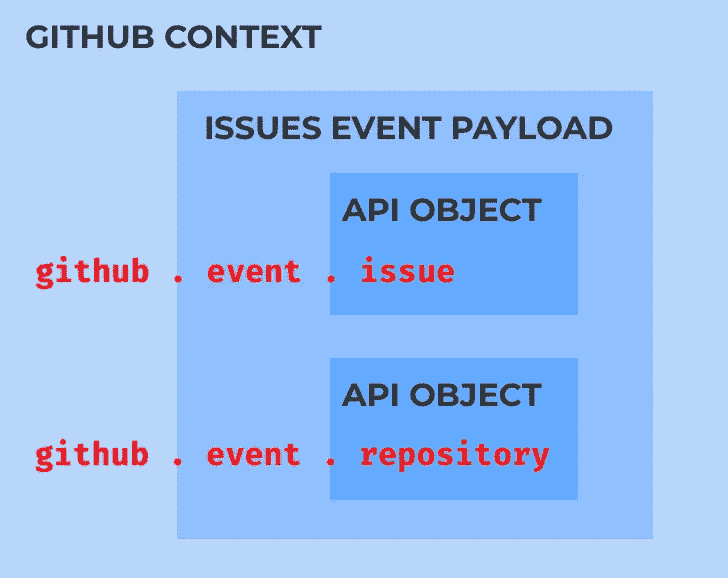 GITHUB CONTEXT
ISSUES EVENT PAYLOAD
API OBJECT
github . event . issue
API OBJECT
github . event . repository